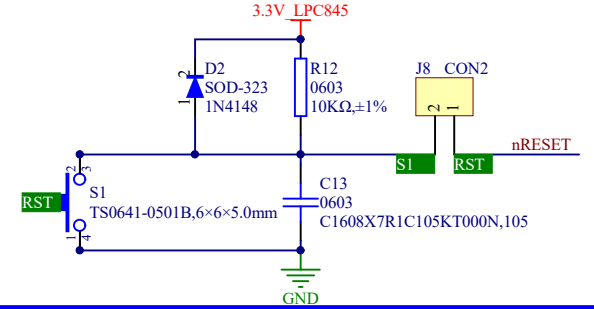 3.3V_LPC845
D2
SOD-323
1N4148
2
1
R12
0603
10KΩ,±1%
J8 CON2
2
1
S1
RST
nRESET
RST
2
3
1
4
S1
TS0641-0501B,6×6×5.0mm
C13
0603
C1608X7R1C105KT000N,105
GND